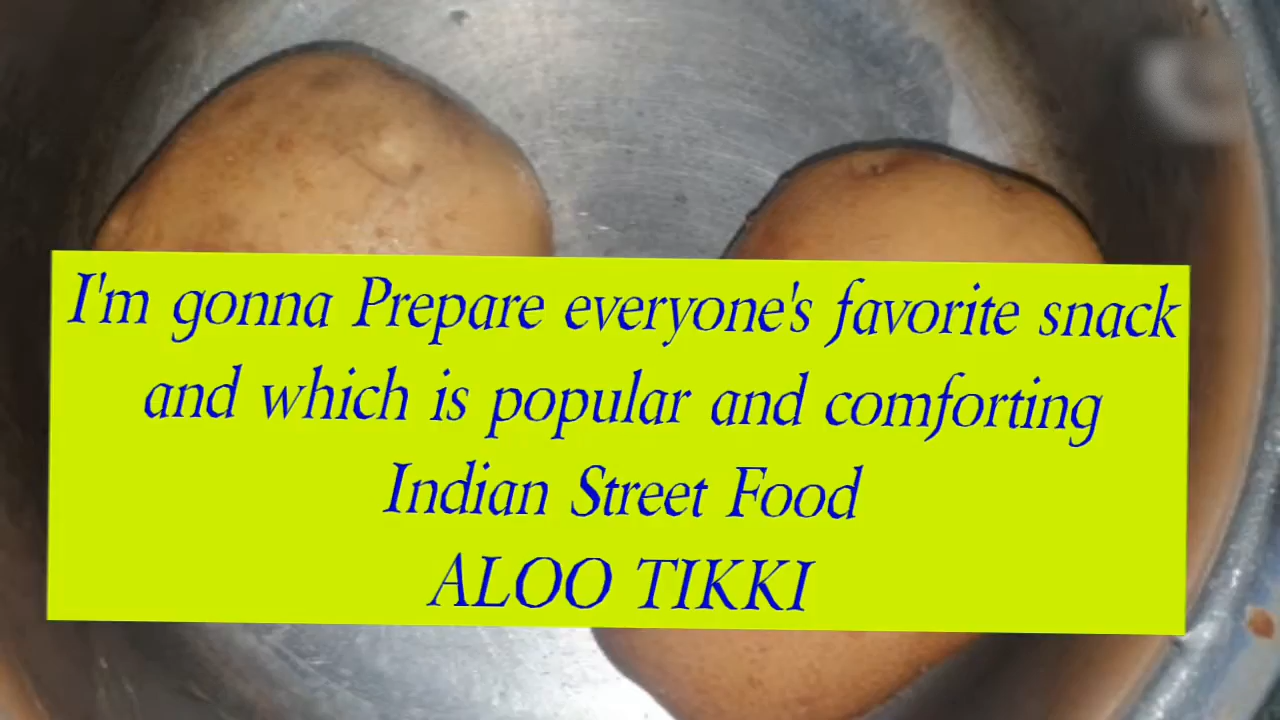 I'm gonna Prepare everyone's favorite snack
and which is popular and comforting
Indian Street Food
ALOO TIKKI